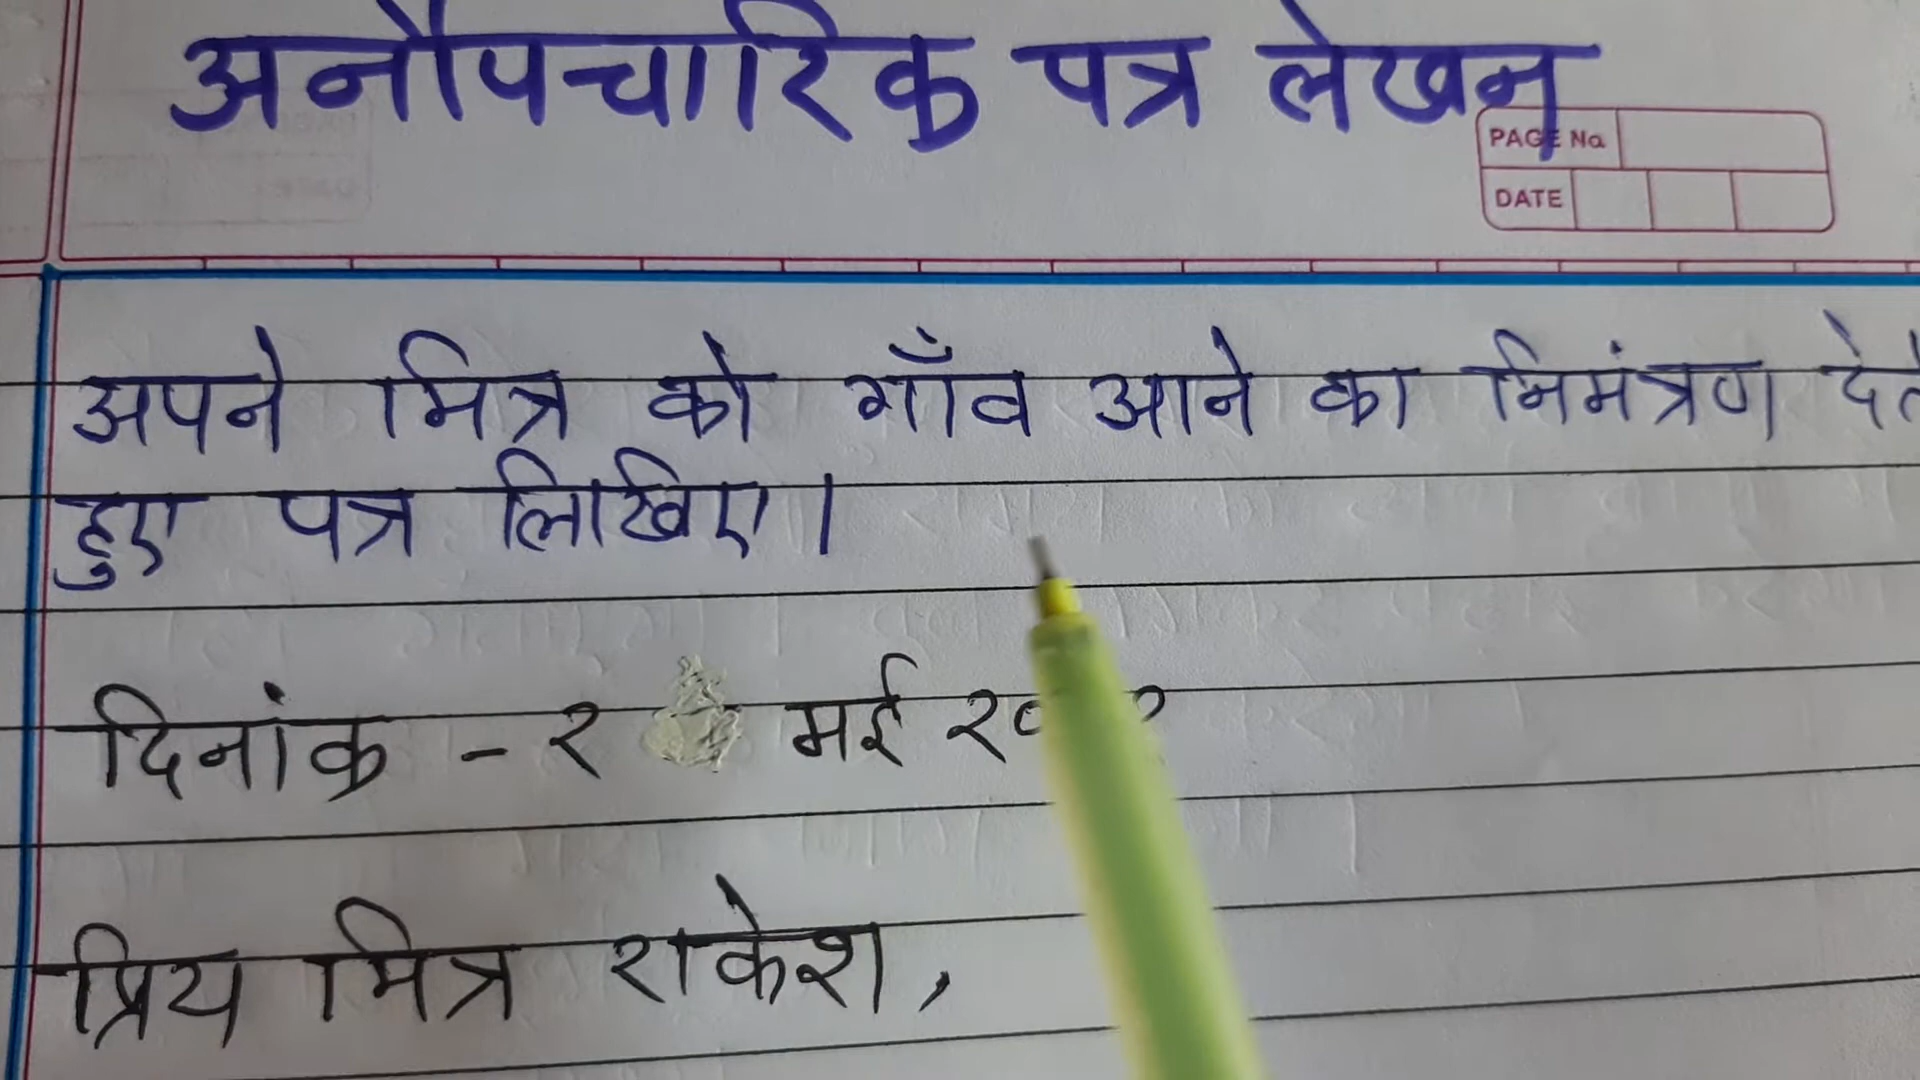 अनौपचारिक पत्र लेखन
PAGE No.
DATE
अपने मित्र को गाँव आने का निमंत्रण
हुए पत्र लिखिए।
दिनांक - २ मई
प्रिय मित्र राकेश,